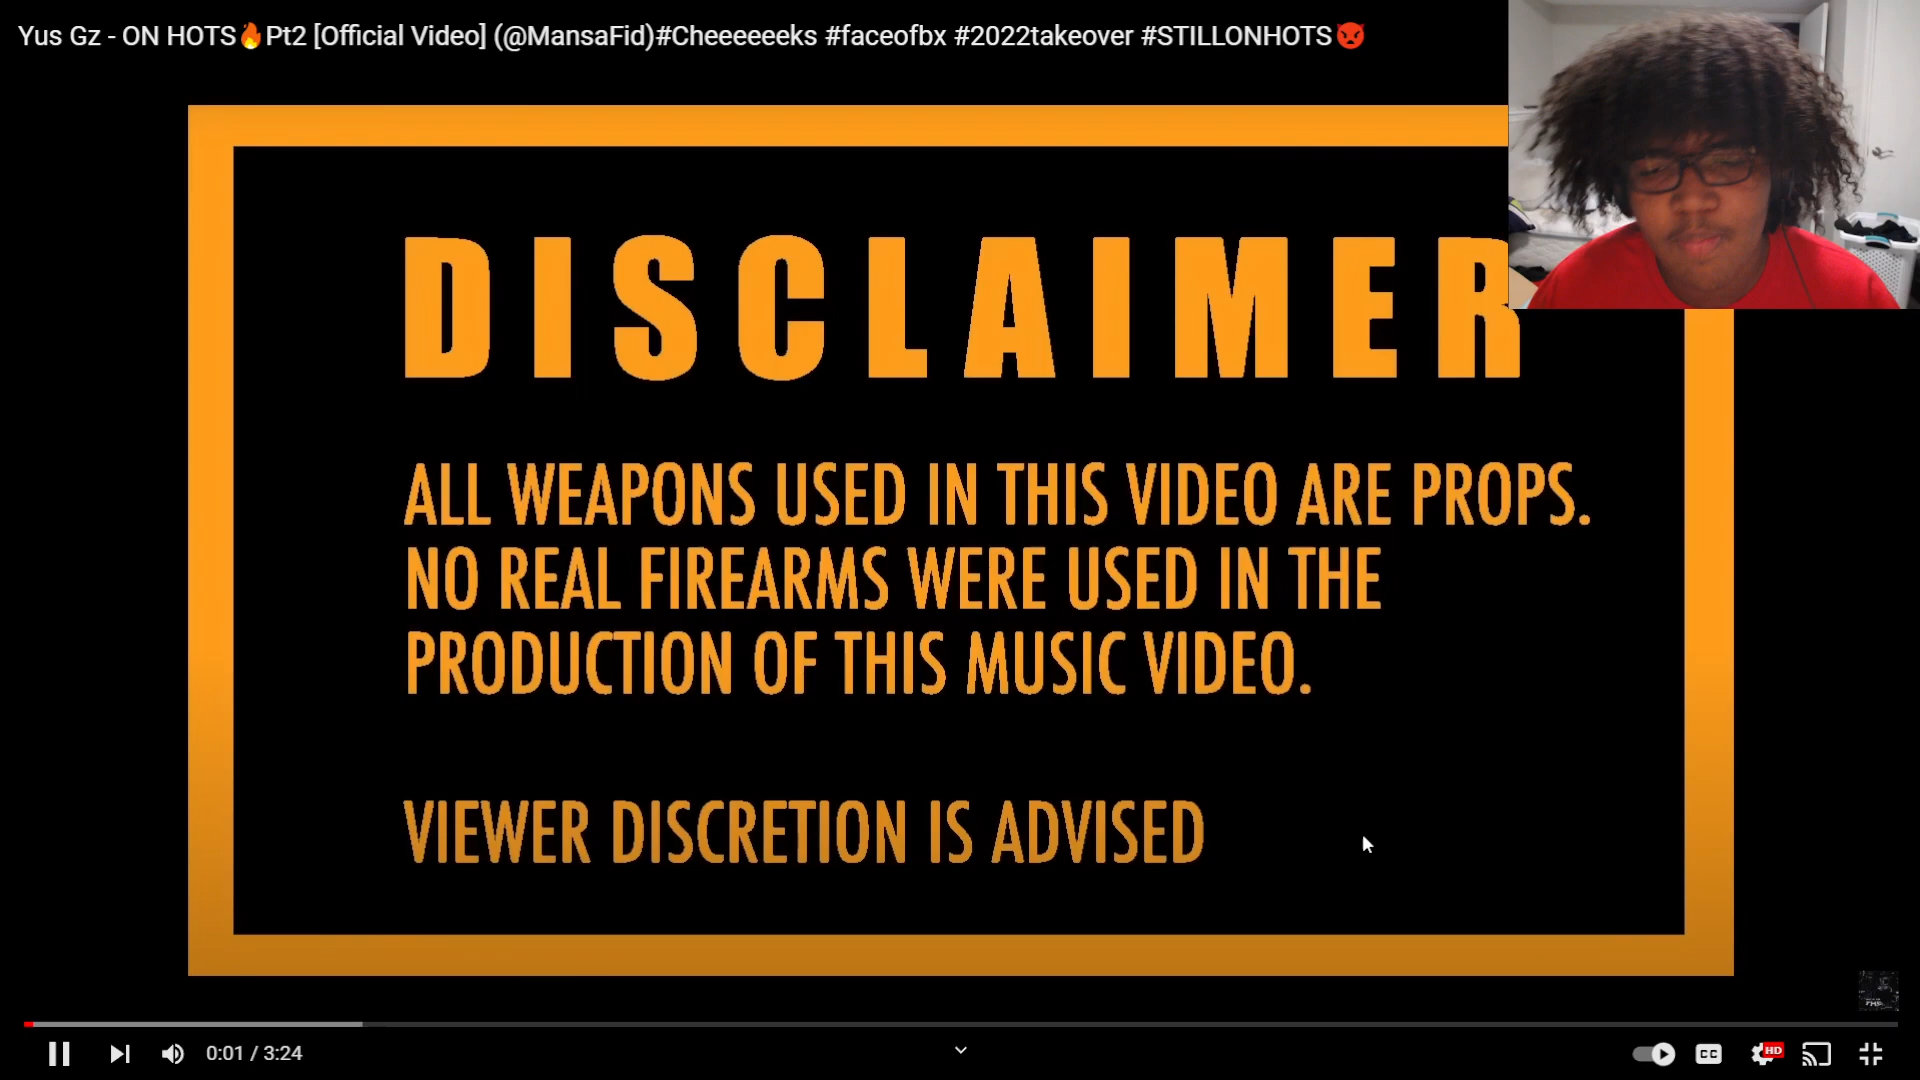 Yus Gz - ON HOTS🔥Pt2 [Official Video] (@MansaFid)#Cheeeeeeks #faceofbx #2022takeover #STILLONHOTS👿
DISCLAIMER
ALL WEAPONS USED IN THIS VIDEO ARE PROPS.
NO REAL FIREARMS WERE USED IN THE
PRODUCTION OF THIS MUSIC VIDEO.
VIEWER DISCRETION IS ADVISED
0:01 / 3:24
CC
HD